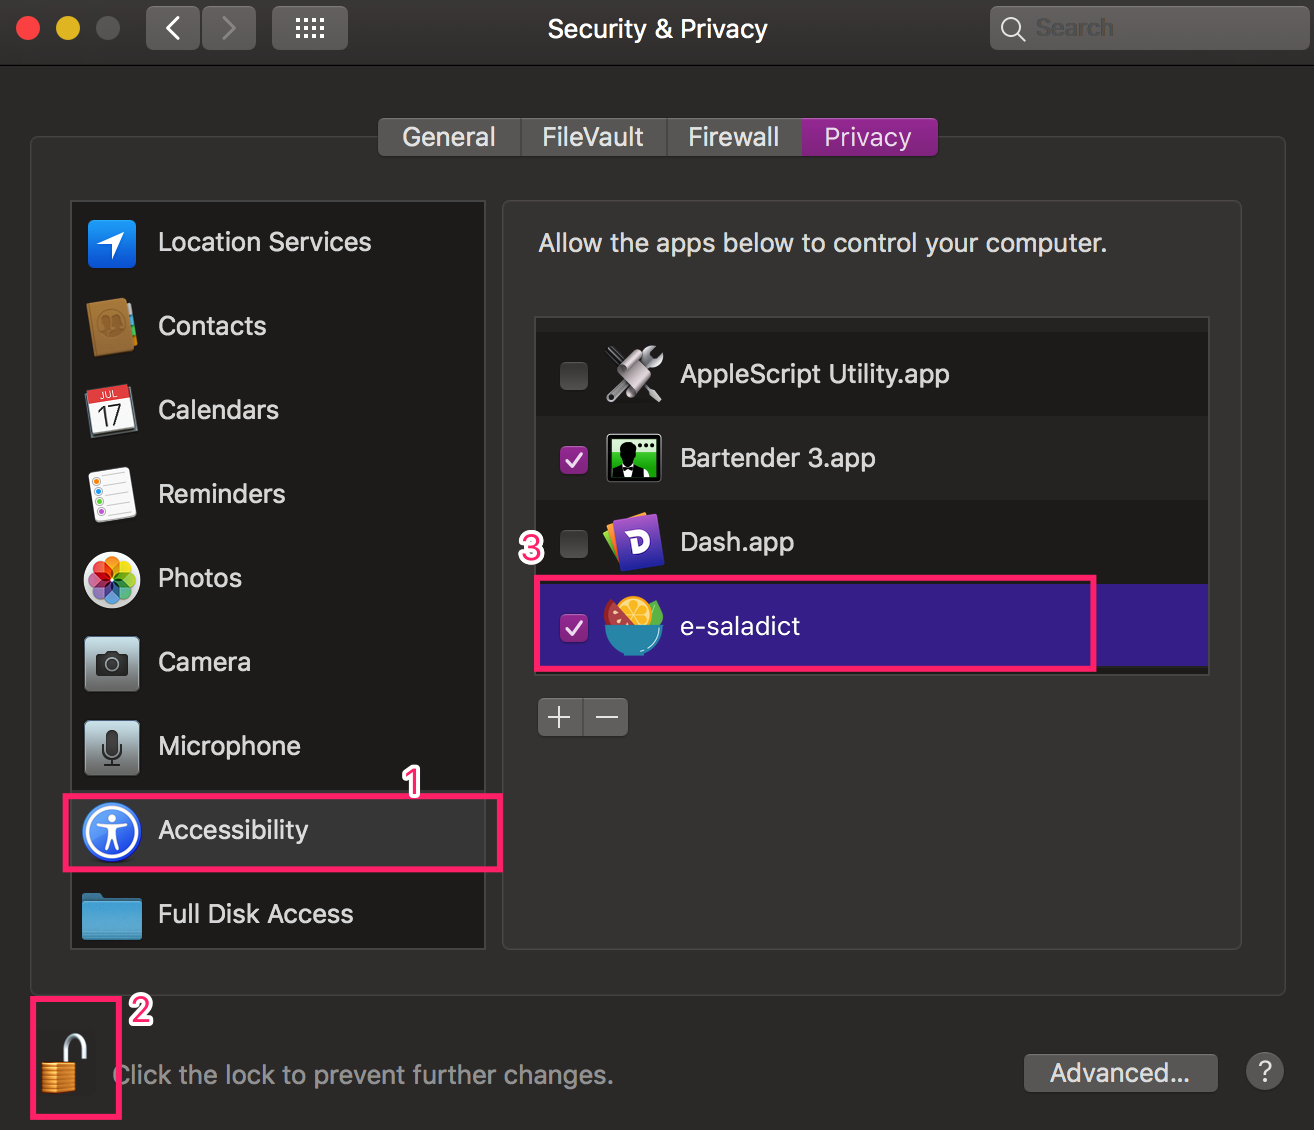 Security & Privacy
Search
General
FileVault
Firewall
Privacy
Location Services
Contacts
JUL
17
Calendars
Reminders
Photos
Camera
Microphone
1
Accessibility
Full Disk Access
Allow the apps below to control your computer.
AppleScript Utility.app
Bartender 3.app
3
D
Dash.app
e-saladict
2
Click the lock to prevent further changes.
Advanced...
?